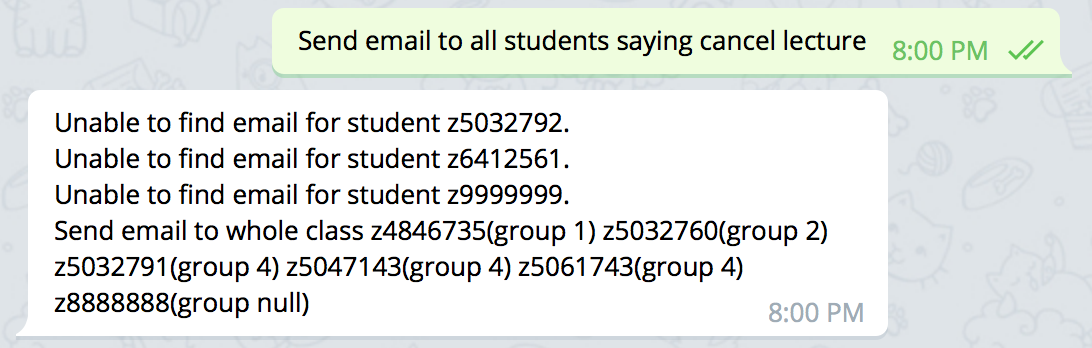 Send email to all students saying cancel lecture
8:00 PM
Unable to find email for student z5032792.
Unable to find email for student z6412561.
Unable to find email for student z9999999.
Send email to whole class z4846735(group 1) z5032760(group 2)
z5032791(group 4) z5047143(group 4) z5061743(group 4)
z8888888(group null)
8:00 PM